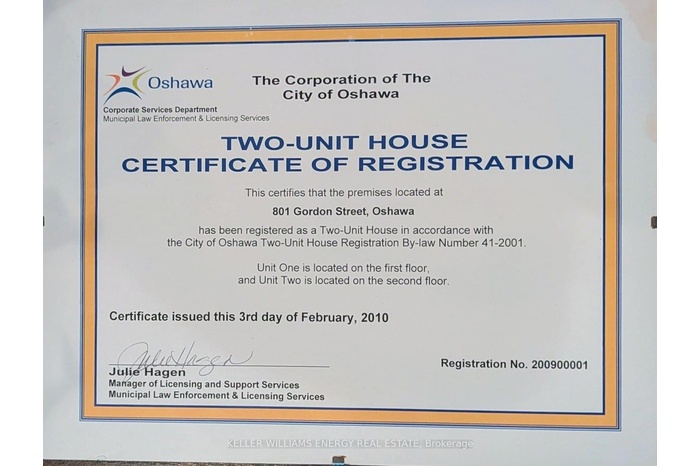 Oshawa
Corporate Services Department
Municipal Law Enforcement & Licensing Services
The Corporation of The
City of Oshawa
TWO-UNIT HOUSE
CERTIFICATE OF REGISTRATION
This certifies that the premises located at
801 Gordon Street, Oshawa
has been registered as a Two-Unit House in accordance with
the City of Oshawa Two-Unit House Registration By-law Number 41-2001.
Unit One is located on the first floor,
and Unit Two is located on the second floor.
Certificate issued this 3rd day of February, 2010
Julie Hagen
Julie Hagen
Manager of Licensing and Support Services
Municipal Law Enforcement & Licensing Services
Registration No. 200900001
KELLER WILLIAMS ENERGY REAL ESTATE, Brokerage